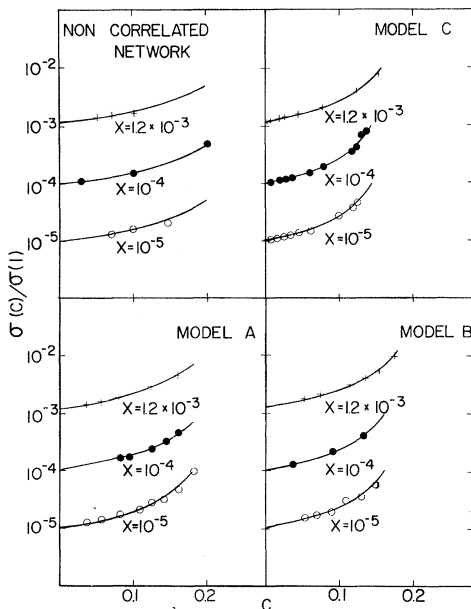 NON CORRELATED NETWORK
MODEL C
10⁻²
10⁻³
10⁻⁴
10⁻⁵
X=1.2 × 10⁻³
X=10⁻⁴
X=10⁻⁵
X=1.2 × 10⁻³
X=10⁻⁴
X=10⁻⁵
σ(C)/σ(1)
MODEL A
MODEL B
10⁻²
10⁻³
10⁻⁴
10⁻⁵
X=1.2 × 10⁻³
X=10⁻⁴
X=10⁻⁵
X=1.2 × 10⁻³
X=10⁻⁴
X=10⁻⁵
0.1
0.2
C
0.1
0.2